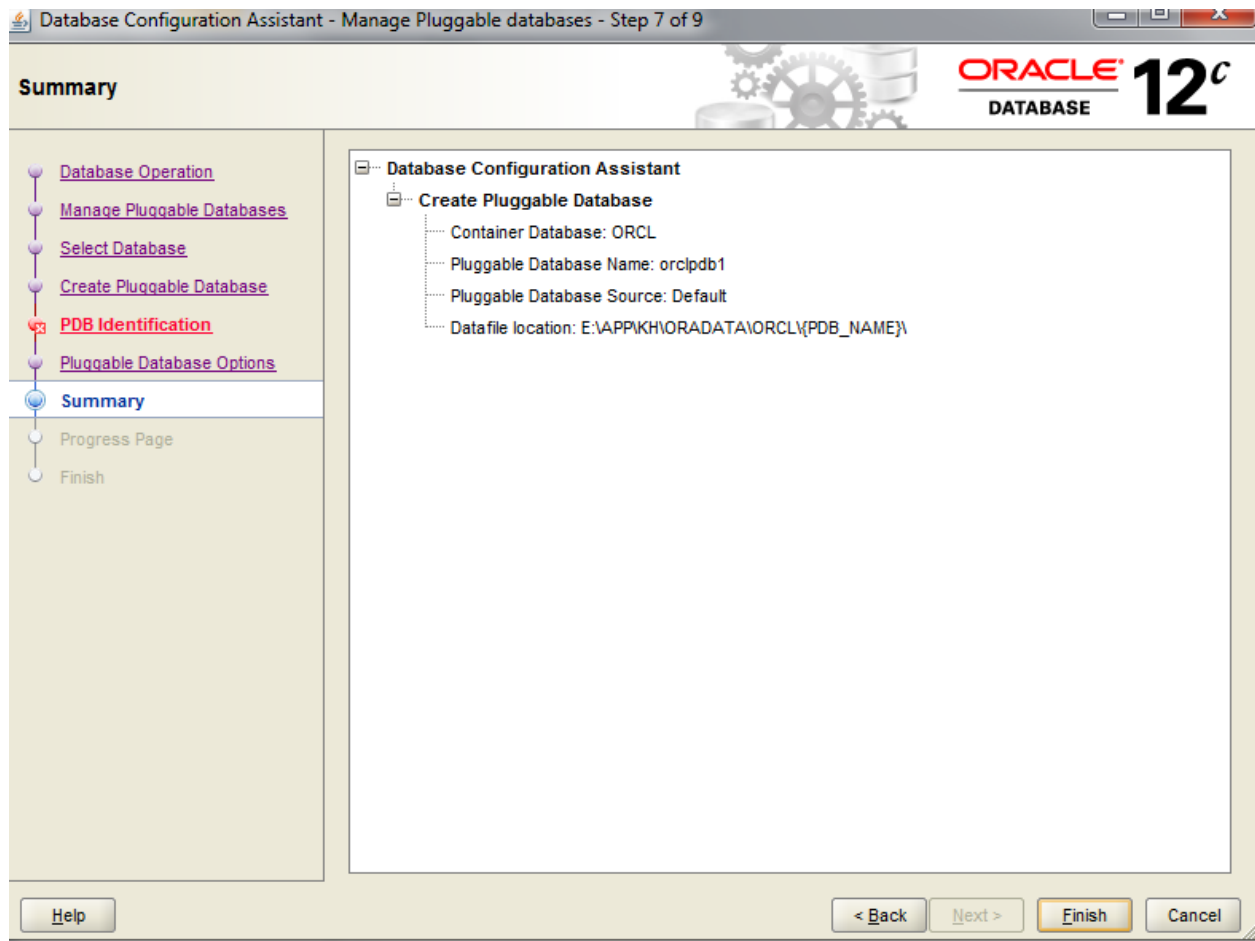 Database Configuration Assistant - Manage Pluggable databases - Step 7 of 9
Summary
ORACLE
DATABASE
12c
Database Operation
Manage Pluggable Databases
Select Database
Create Pluggable Database
PDB Identification
Pluggable Database Options
Summary
Progress Page
Finish
Database Configuration Assistant
Create Pluggable Database
Container Database: ORCL
Pluggable Database Name: orclpdb1
Pluggable Database Source: Default
Datafile location: E:\APP\KH\ORADATA\ORCL\{PDB_NAME}\
Help
< Back
Next >
Finish
Cancel